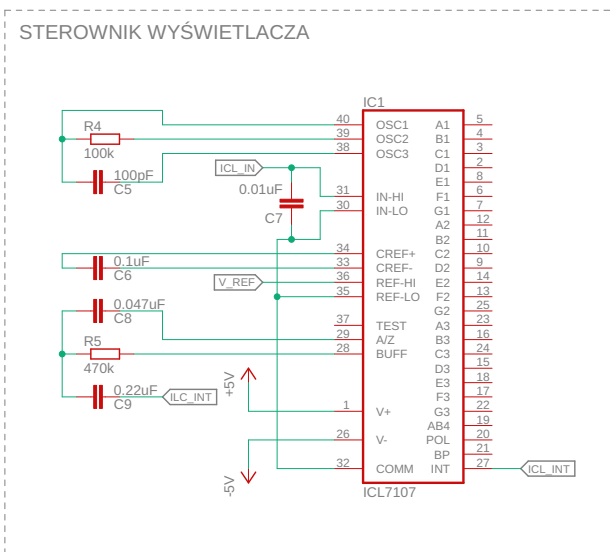 STEROWNIK WYŚWIETLACZA
IC1
R4
100k
100pF
C5
ICL_IN
0.01uF
C7
0.1uF
C6
V_REF
0.047uF
C8
R5
470k
0.22uF
C9
ILC_INT
+5V
-5V
40 OSC1 A1 5
39 OSC2 B1 4
38 OSC3 C1 3
D1 2
E1 8
31 IN-HI F1 6
30 IN-LO G1 7
A2 12
B2 11
34 CREF+ C2 10
33 CREF- D2 9
36 REF-HI E2 14
35 REF-LO F2 13
G2 25
37 TEST A3 23
29 A/Z B3 16
28 BUFF C3 24
D3 15
E3 18
F3 17
1 V+ G3 22
AB4 19
26 V- POL 20
BP 21
32 COMM INT 27
ICL_INT
ICL7107